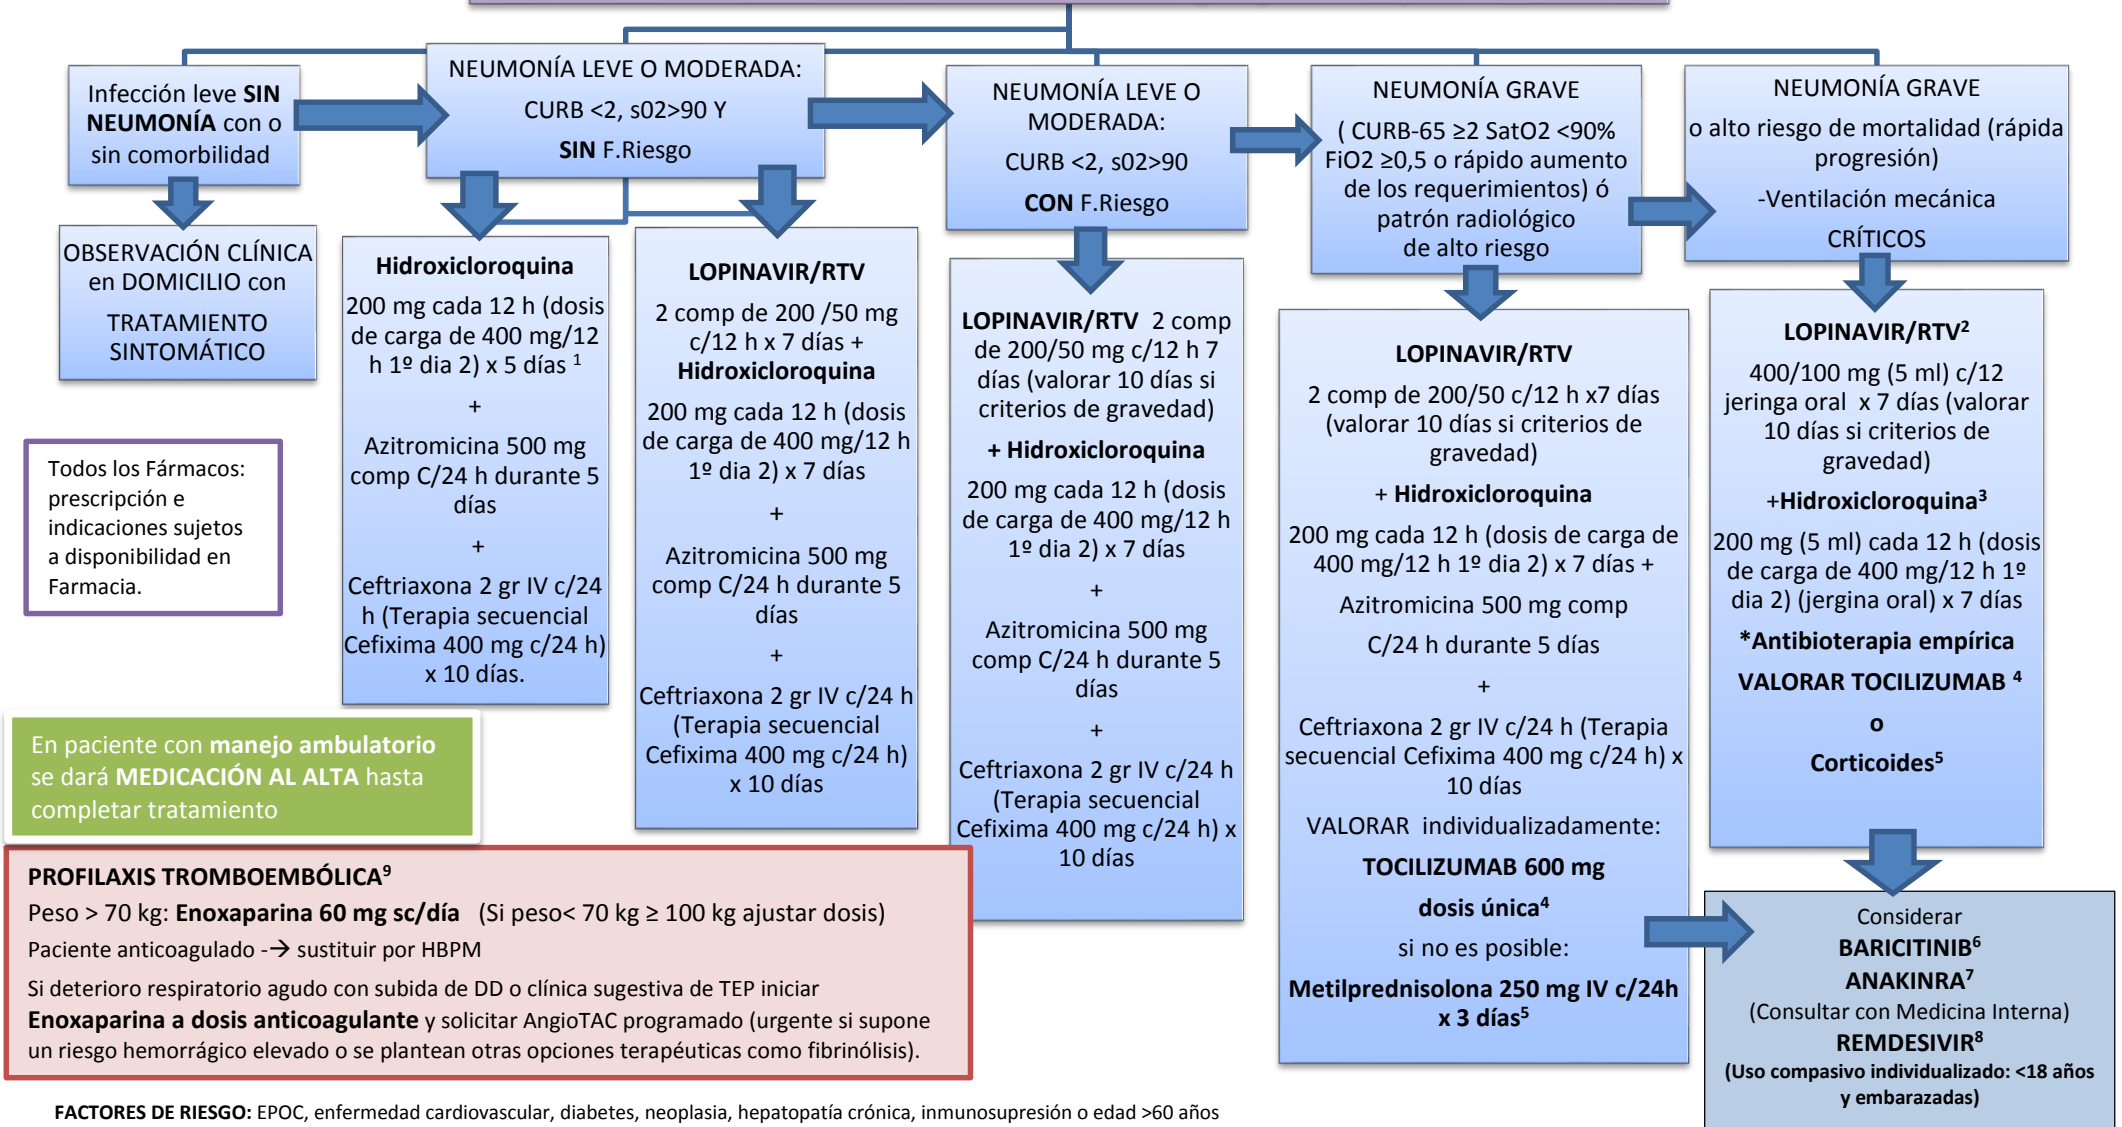 Infección leve SIN
NEUMONÍA con o
sin comorbilidad
OBSERVACIÓN CLÍNICA
en DOMICILIO con
TRATAMIENTO
SINTOMÁTICO
Todos los Fármacos:
prescripción e
indicaciones sujetos
a disponibilidad en
Farmacia.
NEUMONÍA LEVE O MODERADA:
CURB <2, s02>90 Y
SIN F.Riesgo
Hidroxicloroquina
200 mg cada 12 h (dosis
de carga de 400 mg/12
h 1º dia 2) x 5 días 1
+
Azitromicina 500 mg
comp C/24 h durante 5
días
+
Ceftriaxona 2 gr IV c/24
h (Terapia secuencial
Cefixima 400 mg c/24 h)
x 10 días.
LOPINAVIR/RTV
2 comp de 200 /50 mg
c/12 h x 7 días +
Hidroxicloroquina
200 mg cada 12 h (dosis
de carga de 400 mg/12 h
1º dia 2) x 7 días
+
Azitromicina 500 mg
comp C/24 h durante 5
días
+
Ceftriaxona 2 gr IV c/24 h
(Terapia secuencial
Cefixima 400 mg c/24 h)
x 10 días
NEUMONÍA LEVE O
MODERADA:
CURB <2, s02>90
CON F.Riesgo
LOPINAVIR/RTV 2 comp
de 200/50 mg c/12 h 7
días (valorar 10 días si
criterios de gravedad)
+ Hidroxicloroquina
200 mg cada 12 h (dosis
de carga de 400 mg/12 h
1º dia 2) x 7 días
+
Azitromicina 500 mg
comp C/24 h durante 5
días
+
Ceftriaxona 2 gr IV c/24 h
(Terapia secuencial
Cefixima 400 mg c/24 h) x
10 días
NEUMONÍA GRAVE
( CURB-65 ≥2 SatO2 <90%
FiO2 ≥0,5 o rápido aumento
de los requerimientos) ó
patrón radiológico
de alto riesgo
LOPINAVIR/RTV
2 comp de 200/50 c/12 h x7 días
(valorar 10 días si criterios de
gravedad)
+ Hidroxicloroquina
200 mg cada 12 h (dosis de carga de
400 mg/12 h 1º dia 2) x 7 días +
Azitromicina 500 mg comp
C/24 h durante 5 días
+
Ceftriaxona 2 gr IV c/24 h (Terapia
secuencial Cefixima 400 mg c/24 h) x
10 días
VALORAR individualizadamente:
TOCILIZUMAB 600 mg
dosis única4
si no es posible:
Metilprednisolona 250 mg IV c/24h
x 3 días5
NEUMONÍA GRAVE
o alto riesgo de mortalidad (rápida
progresión)
-Ventilación mecánica
CRÍTICOS
LOPINAVIR/RTV2
400/100 mg (5 ml) c/12
jeringa oral x 7 días (valorar
10 días si criterios de
gravedad)
+Hidroxicloroquina3
200 mg (5 ml) cada 12 h (dosis
de carga de 400 mg/12 h 1º
dia 2) (jergina oral) x 7 días
*Antibioterapia empírica
VALORAR TOCILIZUMAB 4
o
Corticoides5
Considerar
BARICITINIB6
ANAKINRA7
(Consultar con Medicina Interna)
REMDESIVIR8
(Uso compasivo individualizado: <18 años
y embarazadas)
En paciente con manejo ambulatorio
se dará MEDICACIÓN AL ALTA hasta
completar tratamiento
PROFILAXIS TROMBOEMBÓLICA9
Peso > 70 kg: Enoxaparina 60 mg sc/día (Si peso< 70 kg ≥ 100 kg ajustar dosis)
Paciente anticoagulado -→ sustituir por HBPM
Si deterioro respiratorio agudo con subida de DD o clínica sugestiva de TEP iniciar
Enoxaparina a dosis anticoagulante y solicitar AngioTAC programado (urgente si supone
un riesgo hemorrágico elevado o se plantean otras opciones terapéuticas como fibrinólisis).
FACTORES DE RIESGO: EPOC, enfermedad cardiovascular, diabetes, neoplasia, hepatopatía crónica, inmunosupresión o edad >60 años